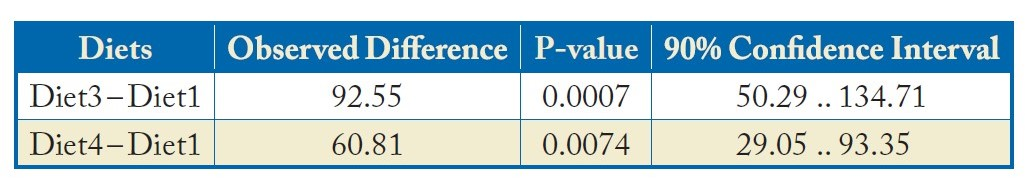 Diets Observed Difference P-value 90% Confidence Interval
Diet3–Diet1 92.55 0.0007 50.29 .. 134.71
Diet4–Diet1 60.81 0.0074 29.05 .. 93.35